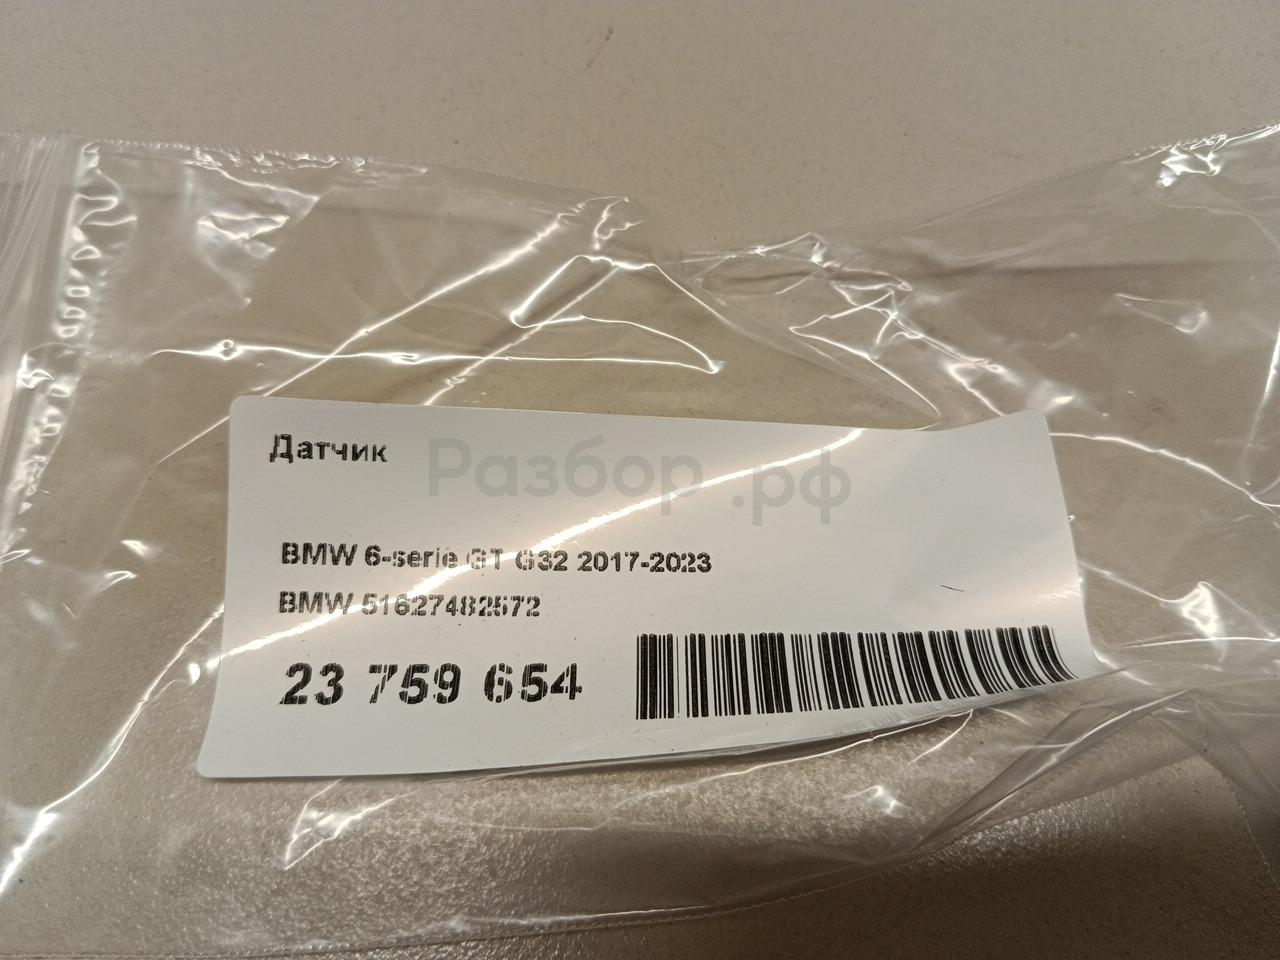 Датчик
Разбор.рф
BMW 6-serie GT G32 2017-2023
BMW 51627482572
23 759 654